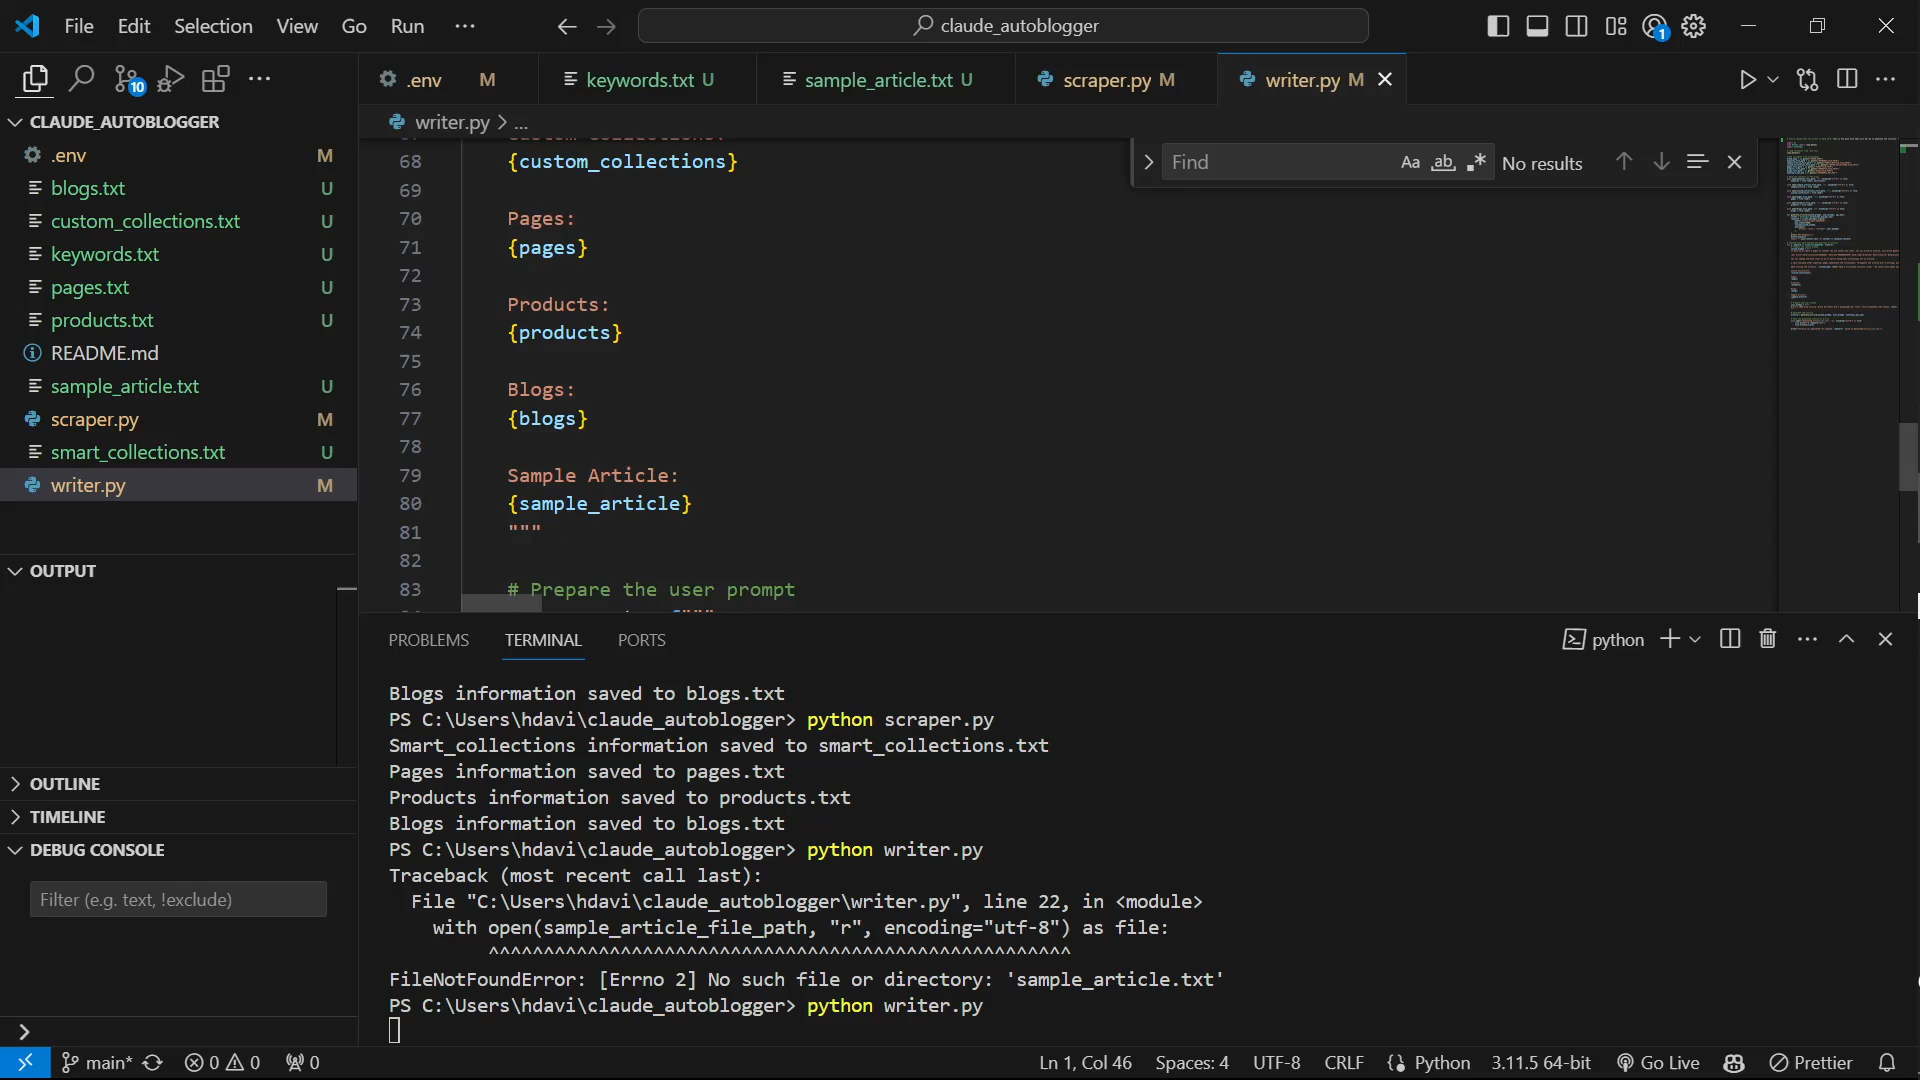 File Edit Selection View Go Run ···
claude_autoblogger
1
10
.env M
keywords.txt U
sample_article.txt U
scraper.py M
writer.py M
CLAUDE_AUTOBLOGGER
writer.py > ...
.env M
blogs.txt U
custom_collections.txt U
keywords.txt U
pages.txt U
products.txt U
README.md
sample_article.txt U
scraper.py M
smart_collections.txt U
writer.py M
OUTPUT
OUTLINE
TIMELINE
DEBUG CONSOLE
Filter (e.g. text, !exclude)
Find
Aa ab .* No results
68 {custom_collections}
69
70 Pages:
71 {pages}
72
73 Products:
74 {products}
75
76 Blogs:
77 {blogs}
78
79 Sample Article:
80 {sample_article}
81 """
82
83 # Prepare the user prompt
PROBLEMS TERMINAL PORTS
python
Blogs information saved to blogs.txt
PS C:\Users\hdavi\claude_autoblogger> python scraper.py
Smart_collections information saved to smart_collections.txt
Pages information saved to pages.txt
Products information saved to products.txt
Blogs information saved to blogs.txt
PS C:\Users\hdavi\claude_autoblogger> python writer.py
Traceback (most recent call last):
File "C:\Users\hdavi\claude_autoblogger\writer.py", line 22, in <module>
with open(sample_article_file_path, "r", encoding="utf-8") as file:
^^^^^^^^^^^^^^^^^^^^^^^^^^^^^^^^^^^^^^^^^^^^^^^^^^^^^
FileNotFoundError: [Errno 2] No such file or directory: 'sample_article.txt'
PS C:\Users\hdavi\claude_autoblogger> python writer.py
main* 0 0 0
Ln 1, Col 46 Spaces: 4 UTF-8 CRLF Python 3.11.5 64-bit Go Live Prettier